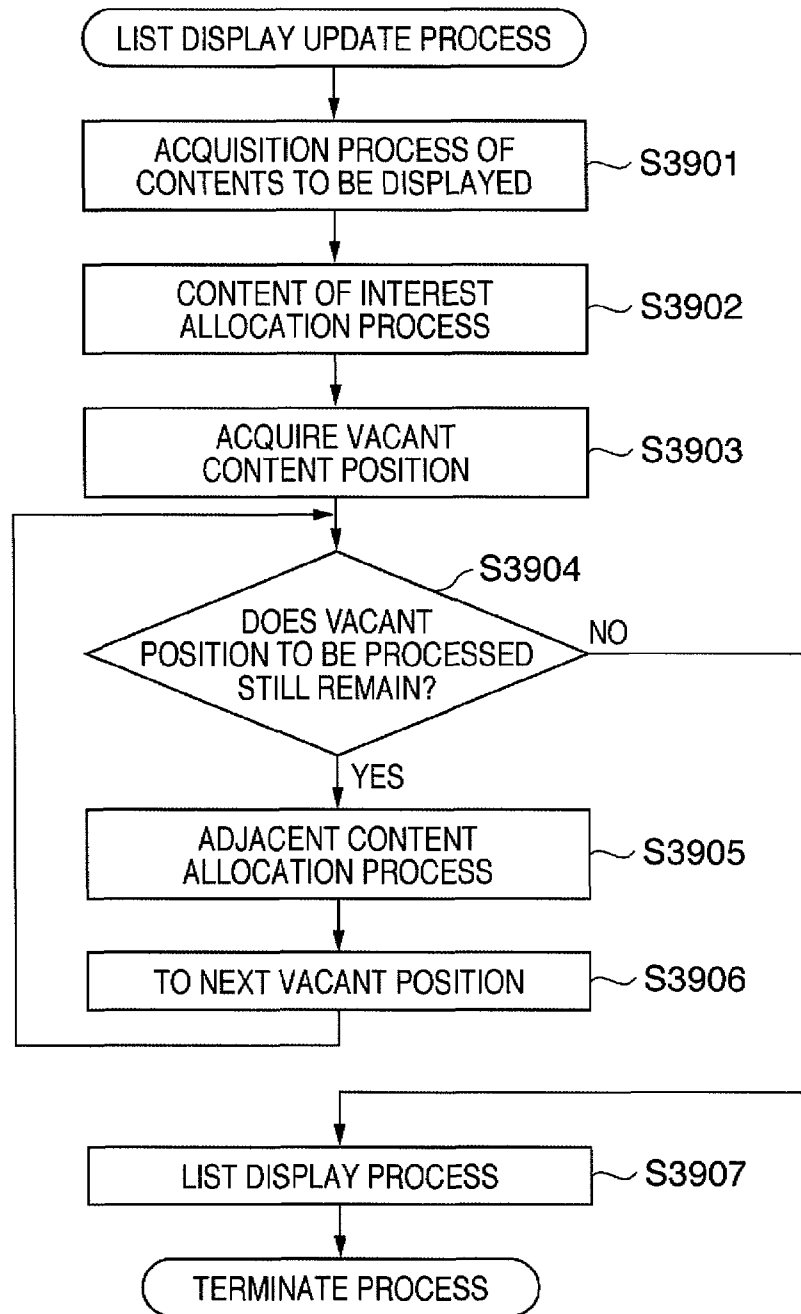 LIST DISPLAY UPDATE PROCESS
ACQUISITION PROCESS OF
CONTENTS TO BE DISPLAYED
S3901
CONTENT OF INTEREST
ALLOCATION PROCESS
S3902
ACQUIRE VACANT
CONTENT POSITION
S3903
S3904
DOES VACANT
POSITION TO BE PROCESSED
STILL REMAIN?
NO
YES
ADJACENT CONTENT
ALLOCATION PROCESS
S3905
TO NEXT VACANT POSITION
S3906
LIST DISPLAY PROCESS
S3907
TERMINATE PROCESS